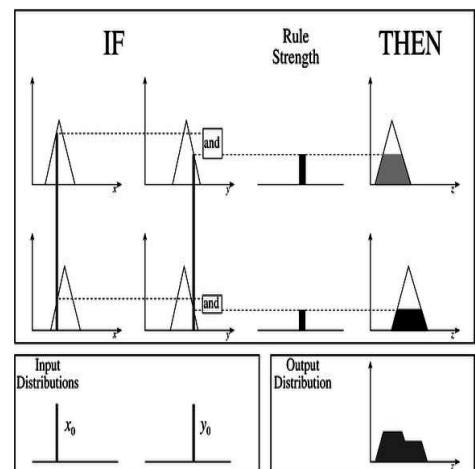 IF
Rule
Strength
THEN
and
x
y
z
and
x
y
z
Input
Distributions
x₀
y₀
Output
Distribution
z